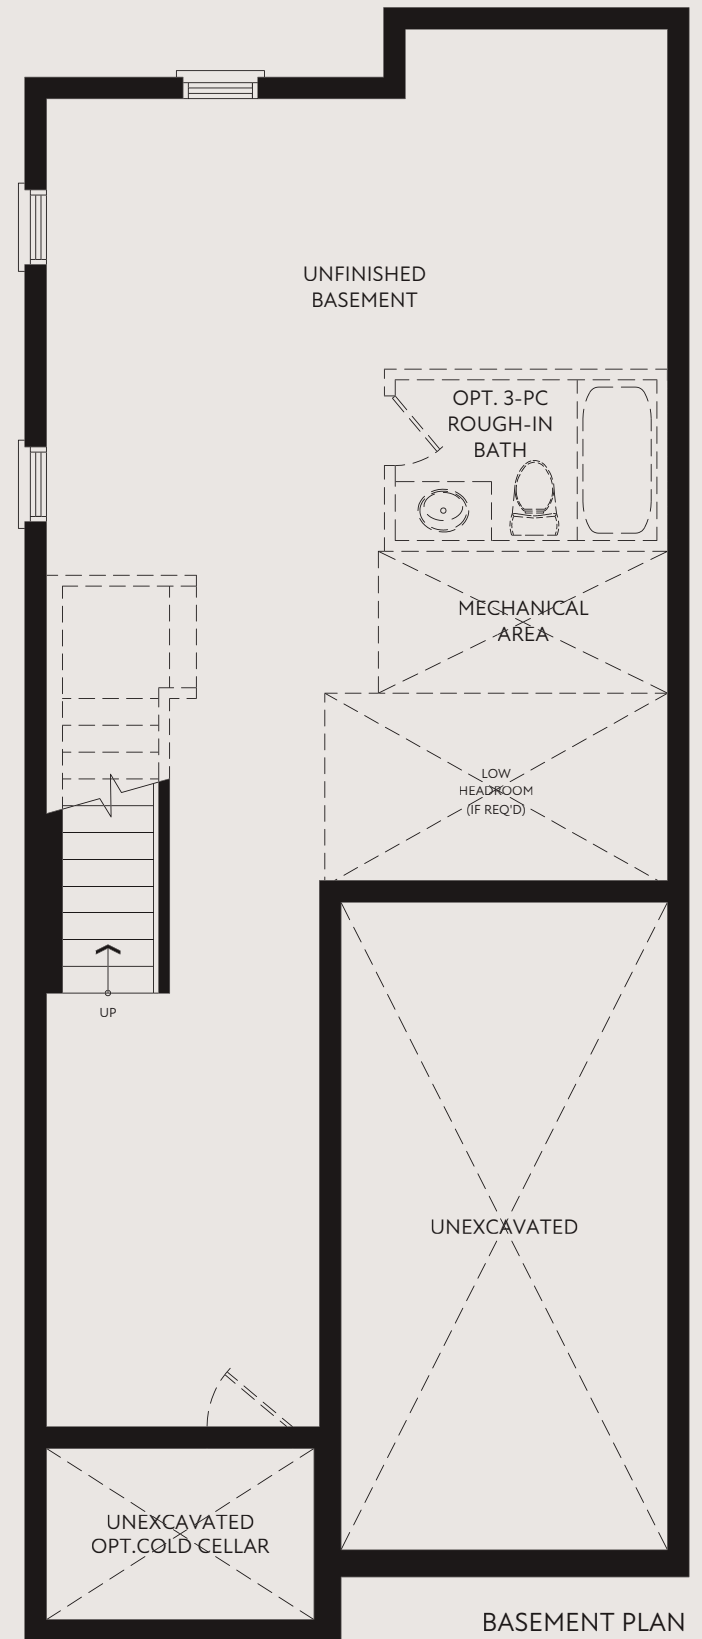 UNFINISHED
BASEMENT
OPT. 3-PC
ROUGH-IN
BATH
MECHANICAL
AREA
LOW
HEADROOM
(IF REQ'D)
UP
UNEXCAVATED
UNEXCAVATED
OPT.COLD CELLAR
BASEMENT PLAN